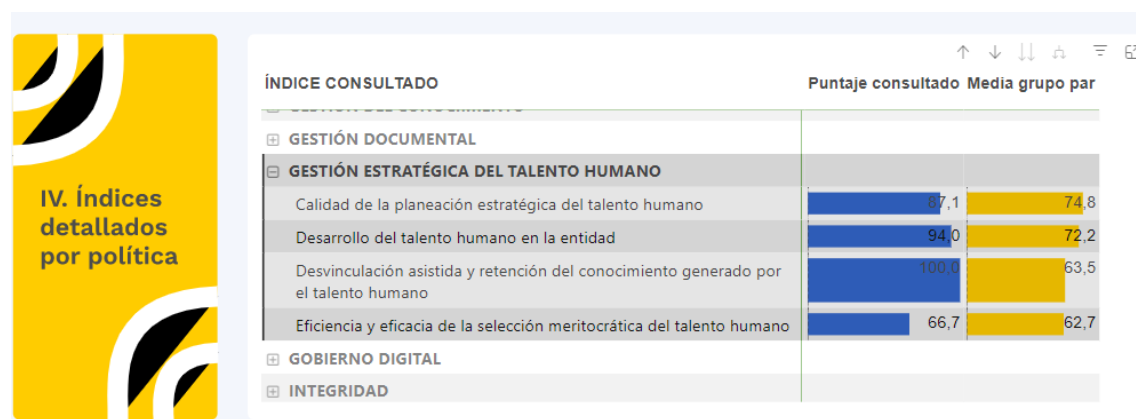 IV. Índices
detallados
por política
ÍNDICE CONSULTADO
Puntaje consultado Media grupo par
GESTIÓN DEL CONOCIMIENTO
GESTIÓN DOCUMENTAL
GESTIÓN ESTRATÉGICA DEL TALENTO HUMANO
Calidad de la planeación estratégica del talento humano 87,1 74,8
Desarrollo del talento humano en la entidad 94,0 72,2
Desvinculación asistida y retención del conocimiento generado por 100,0 63,5
el talento humano
Eficiencia y eficacia de la selección meritocrática del talento humano 66,7 62,7
GOBIERNO DIGITAL
INTEGRIDAD